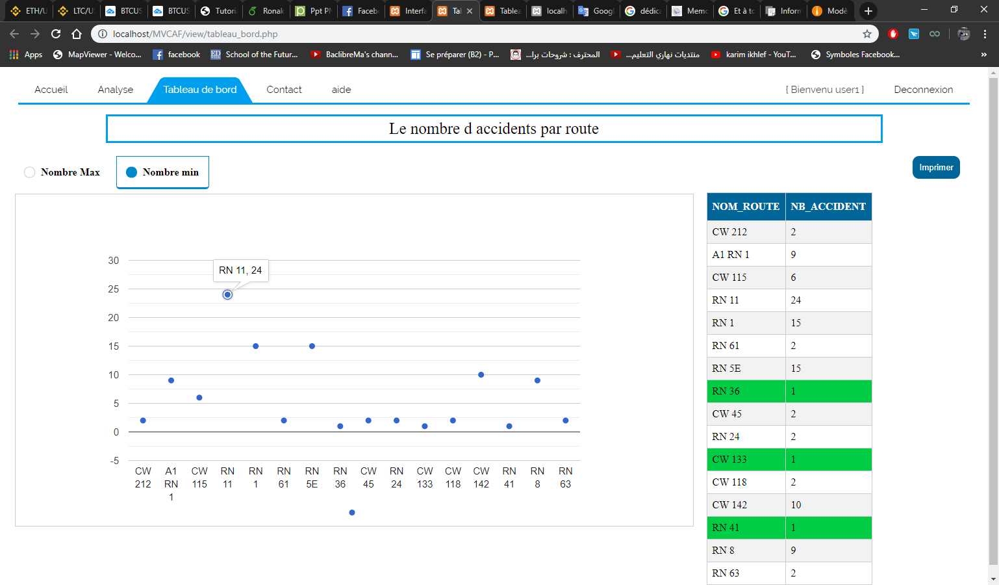 ETH/U LTC/U BTCUS BTCUS Tutori Ronak Ppt PN Faceb Interfa Tal Tablea localh Googl dédica Memo Et à to Inform Modè
localhost/MVCAF/view/tableau_bord.php
Apps MapViewer - Welco... facebook School of the Futur... BaclibreMa's chann... Se préparer (B2) - P... المحترف : شروحات برا... منتديات نهاري التعليم... karim ikhlef - YouT... Symboles Facebook... »
Accueil Analyse Tableau de bord Contact aide [ Bienvenu user1 ] Deconnexion
Le nombre d accidents par route
Nombre Max Nombre min Imprimer
30
25
20
15
10
5
0
-5
RN 11, 24
CW 212
A1 RN 1
CW 115
RN 11
RN 1
RN 61
RN 5E
RN 36
CW 45
RN 24
CW 133
CW 118
CW 142
RN 41
RN 8
RN 63
NOM_ROUTE NB_ACCIDENT
CW 212 2
A1 RN 1 9
CW 115 6
RN 11 24
RN 1 15
RN 61 2
RN 5E 15
RN 36 1
CW 45 2
RN 24 2
CW 133 1
CW 118 2
CW 142 10
RN 41 1
RN 8 9
RN 63 2